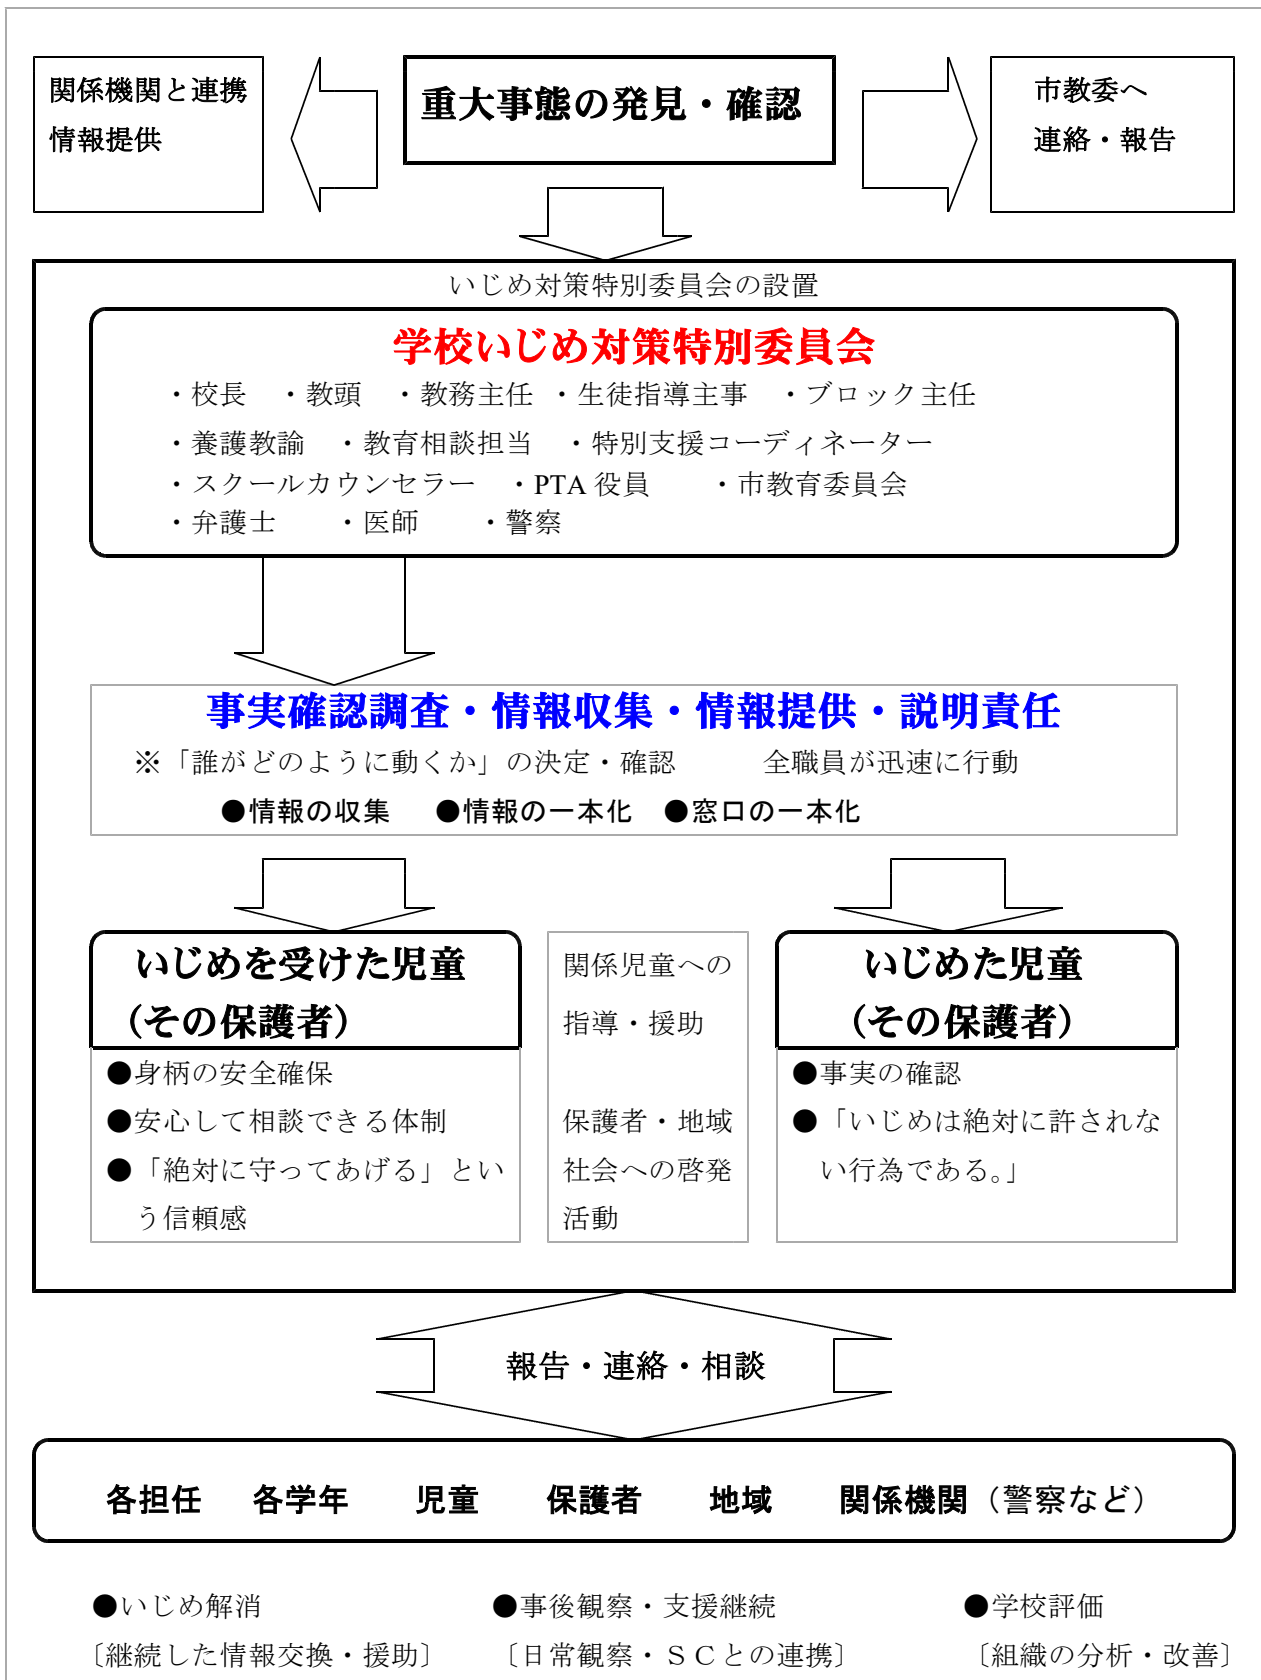 関係機関と連携
情報提供
重大事態の発見・確認
市教委へ
連絡・報告
いじめ対策特別委員会の設置
学校いじめ対策特別委員会
・校長　・教頭　・教務主任　・生徒指導主事　・ブロック主任
・養護教諭　・教育相談担当　・特別支援コーディネーター
・スクールカウンセラー　・PTA 役員　　・市教育委員会
・弁護士　　・医師　　・警察
事実確認調査・情報収集・情報提供・説明責任
※「誰がどのように動くか」の決定・確認　　　全職員が迅速に行動
●情報の収集　●情報の一本化　●窓口の一本化
いじめを受けた児童
（その保護者）
●身柄の安全確保
●安心して相談できる体制
●「絶対に守ってあげる」とい
う信頼感
関係児童への
指導・援助
保護者・地域
社会への啓発
活動
いじめた児童
（その保護者）
●事実の確認
●「いじめは絶対に許されな
い行為である。」
報告・連絡・相談
各担任　各学年　児童　保護者　地域　関係機関（警察など）
●いじめ解消　●事後観察・支援継続　●学校評価
〔継続した情報交換・援助〕　〔日常観察・ＳＣとの連携〕　〔組織の分析・改善〕